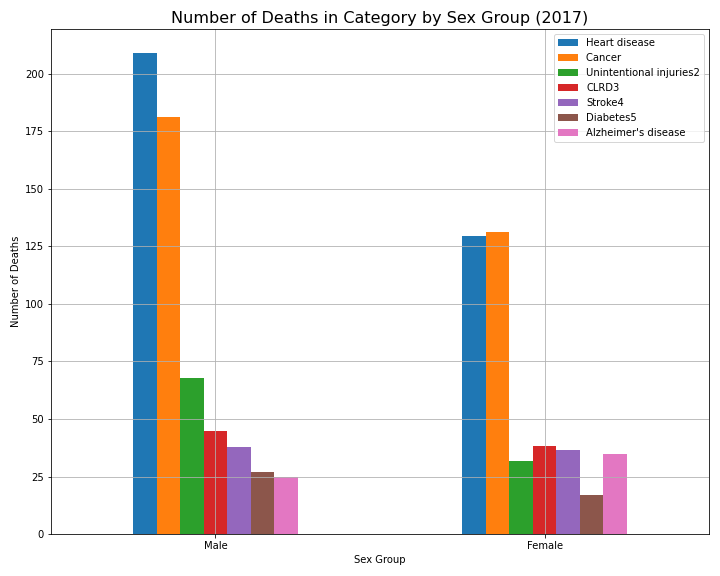 Number of Deaths in Category by Sex Group (2017)
Heart disease
Cancer
Unintentional injuries2
CLRD3
Stroke4
Diabetes5
Alzheimer's disease
Number of Deaths
200
175
150
125
100
75
50
25
0
Male
Female
Sex Group